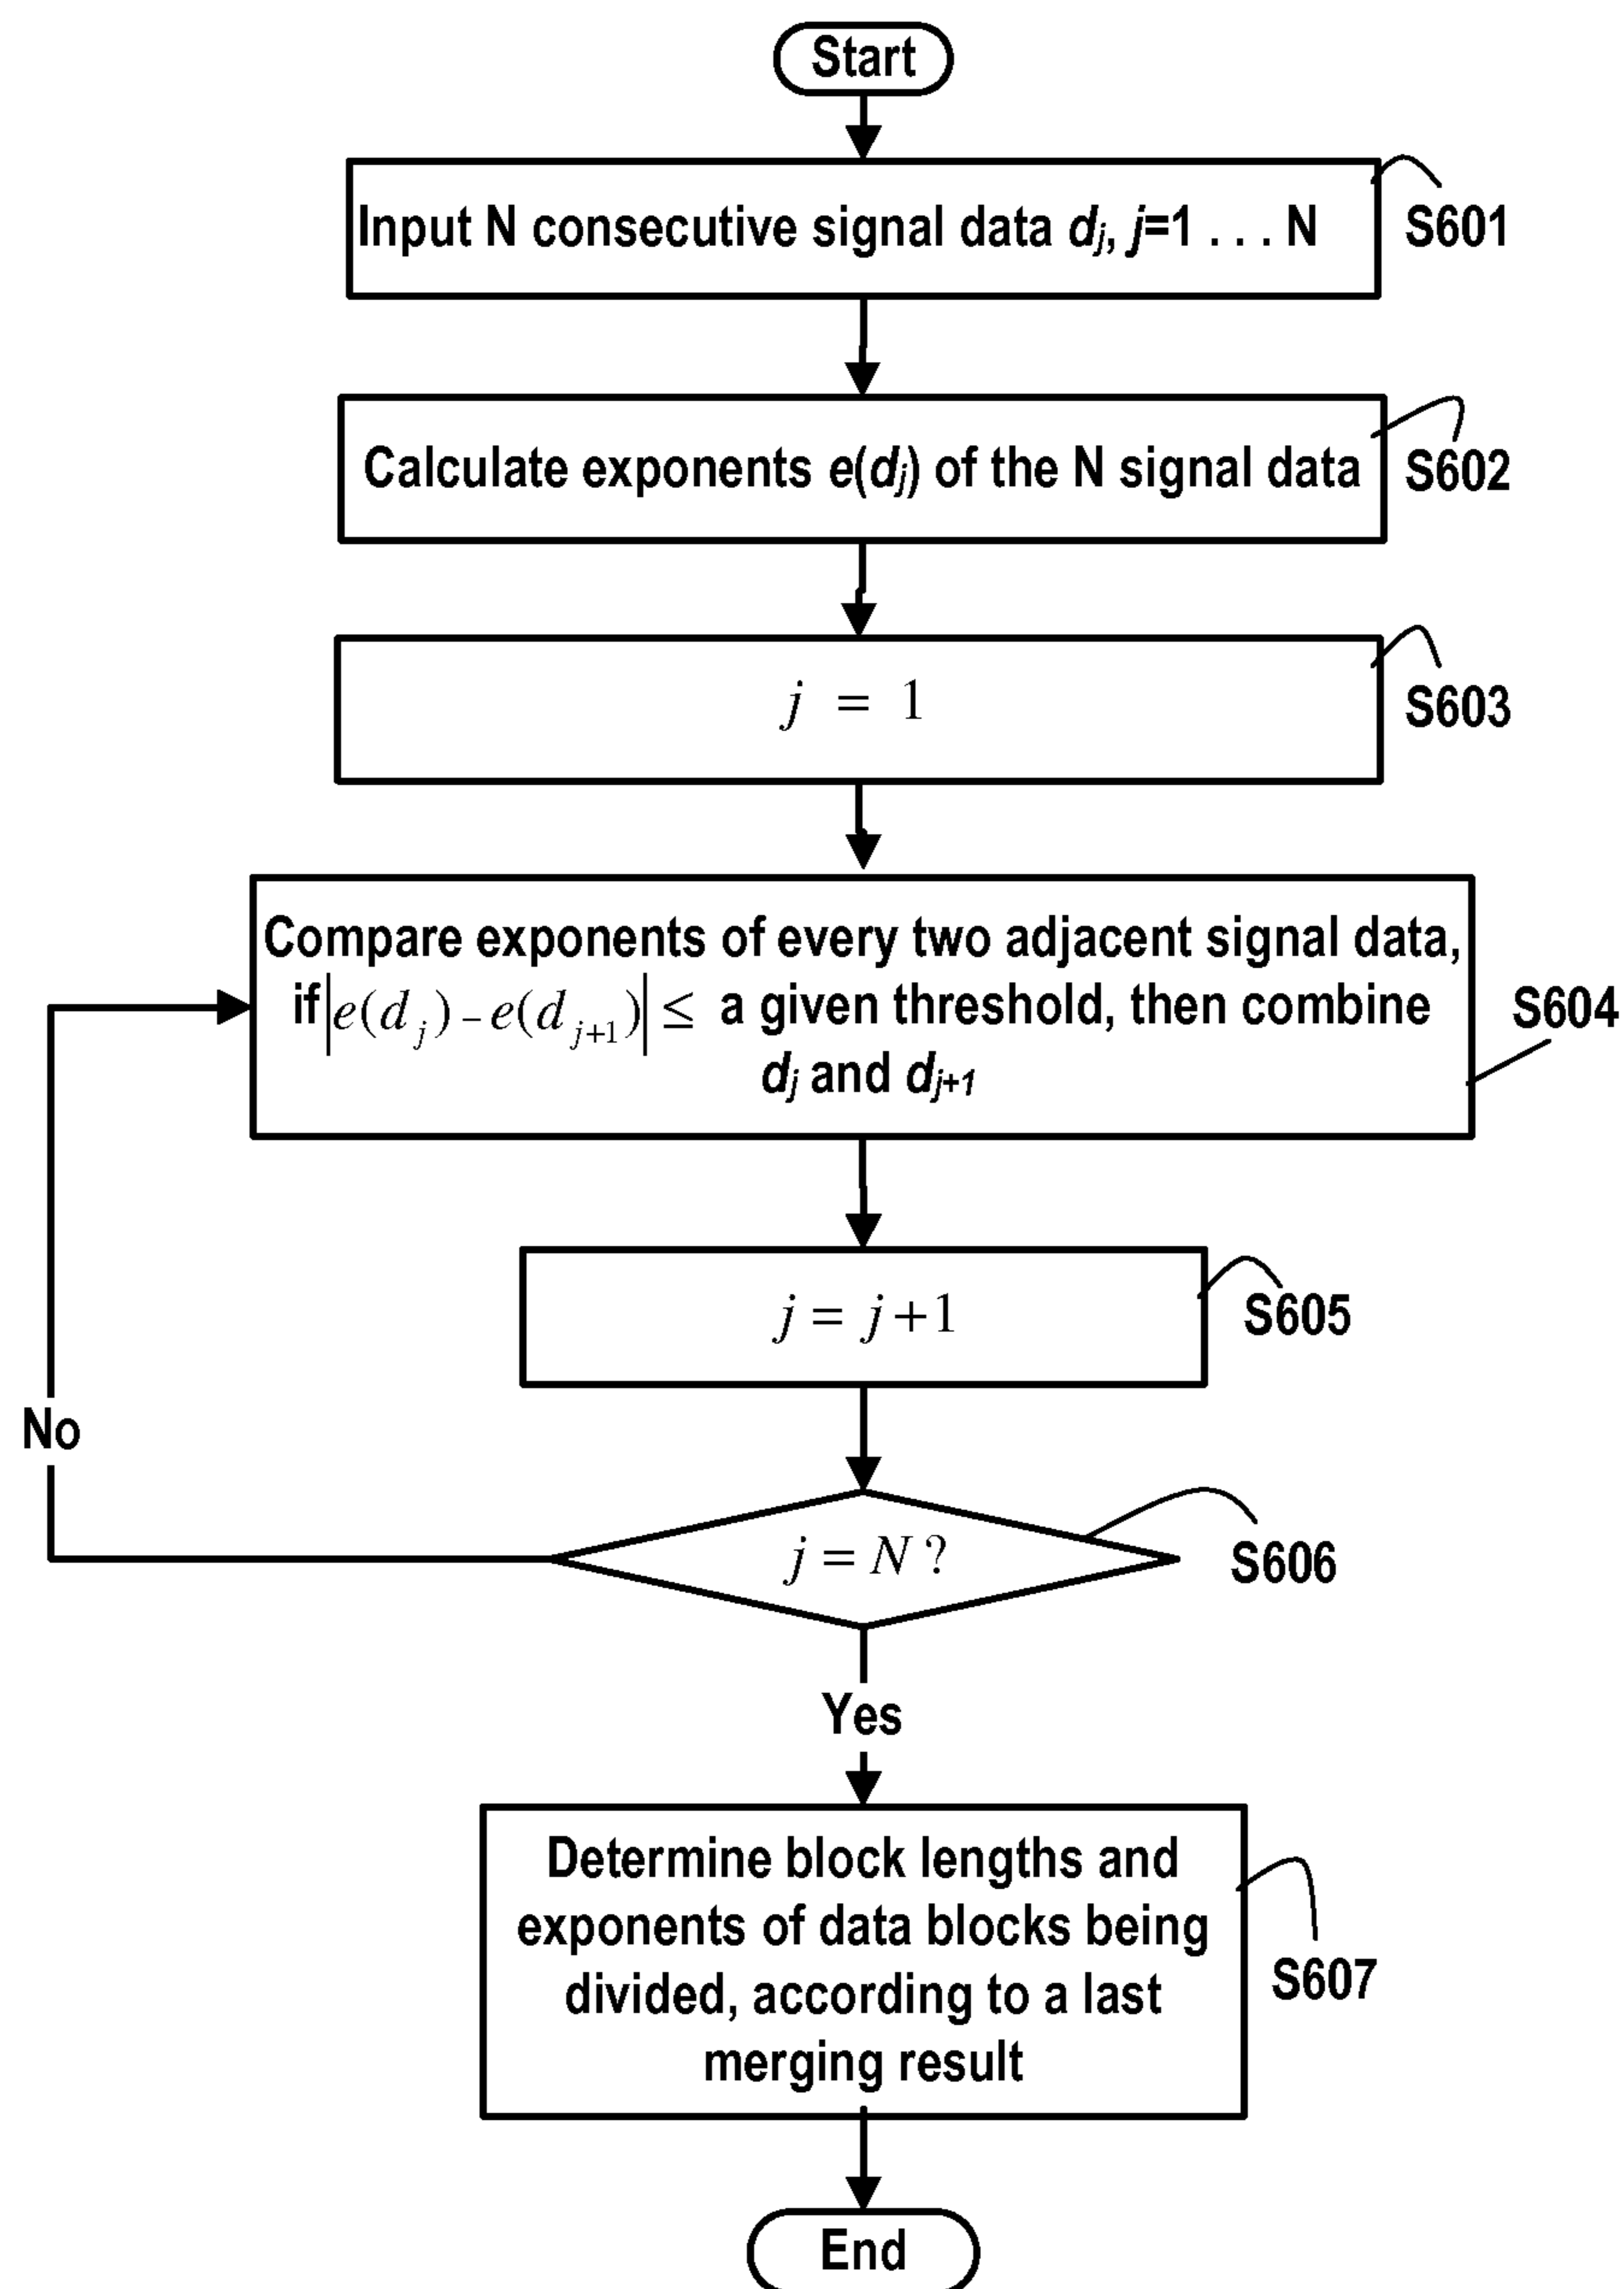 Start
Input N consecutive signal data dj, j=1 . . . N
S601
Calculate exponents e(dj) of the N signal data
S602
j = 1
S603
Compare exponents of every two adjacent signal data,
if |e(d j) – e(d j+1)| ≤ a given threshold, then combine
dj and dj+1
S604
j = j+1
S605
No
j = N ?
S606
Yes
Determine block lengths and
exponents of data blocks being
divided, according to a last
merging result
S607
End